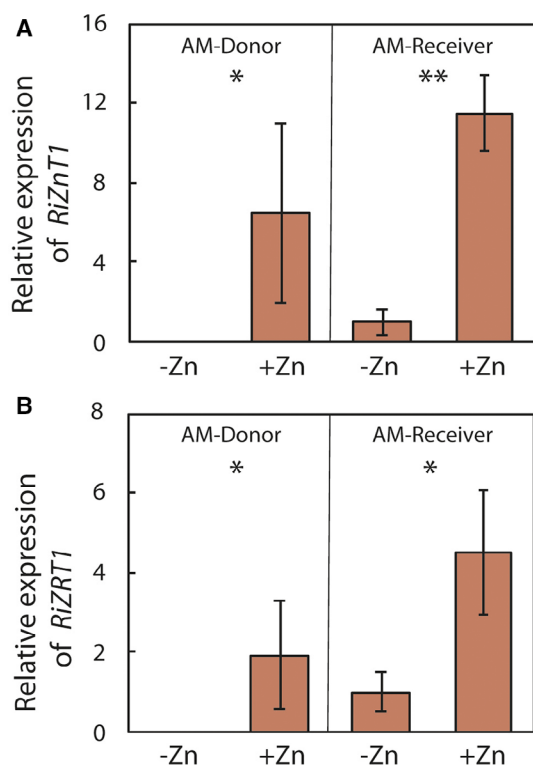 A
Relative expression
of RiZnT1
16
12
8
4
0
AM-Donor
*
AM-Receiver
**
-Zn
+Zn
-Zn
+Zn
B
Relative expression
of RiZRT1
8
6
4
2
0
AM-Donor
*
AM-Receiver
*
-Zn
+Zn
-Zn
+Zn